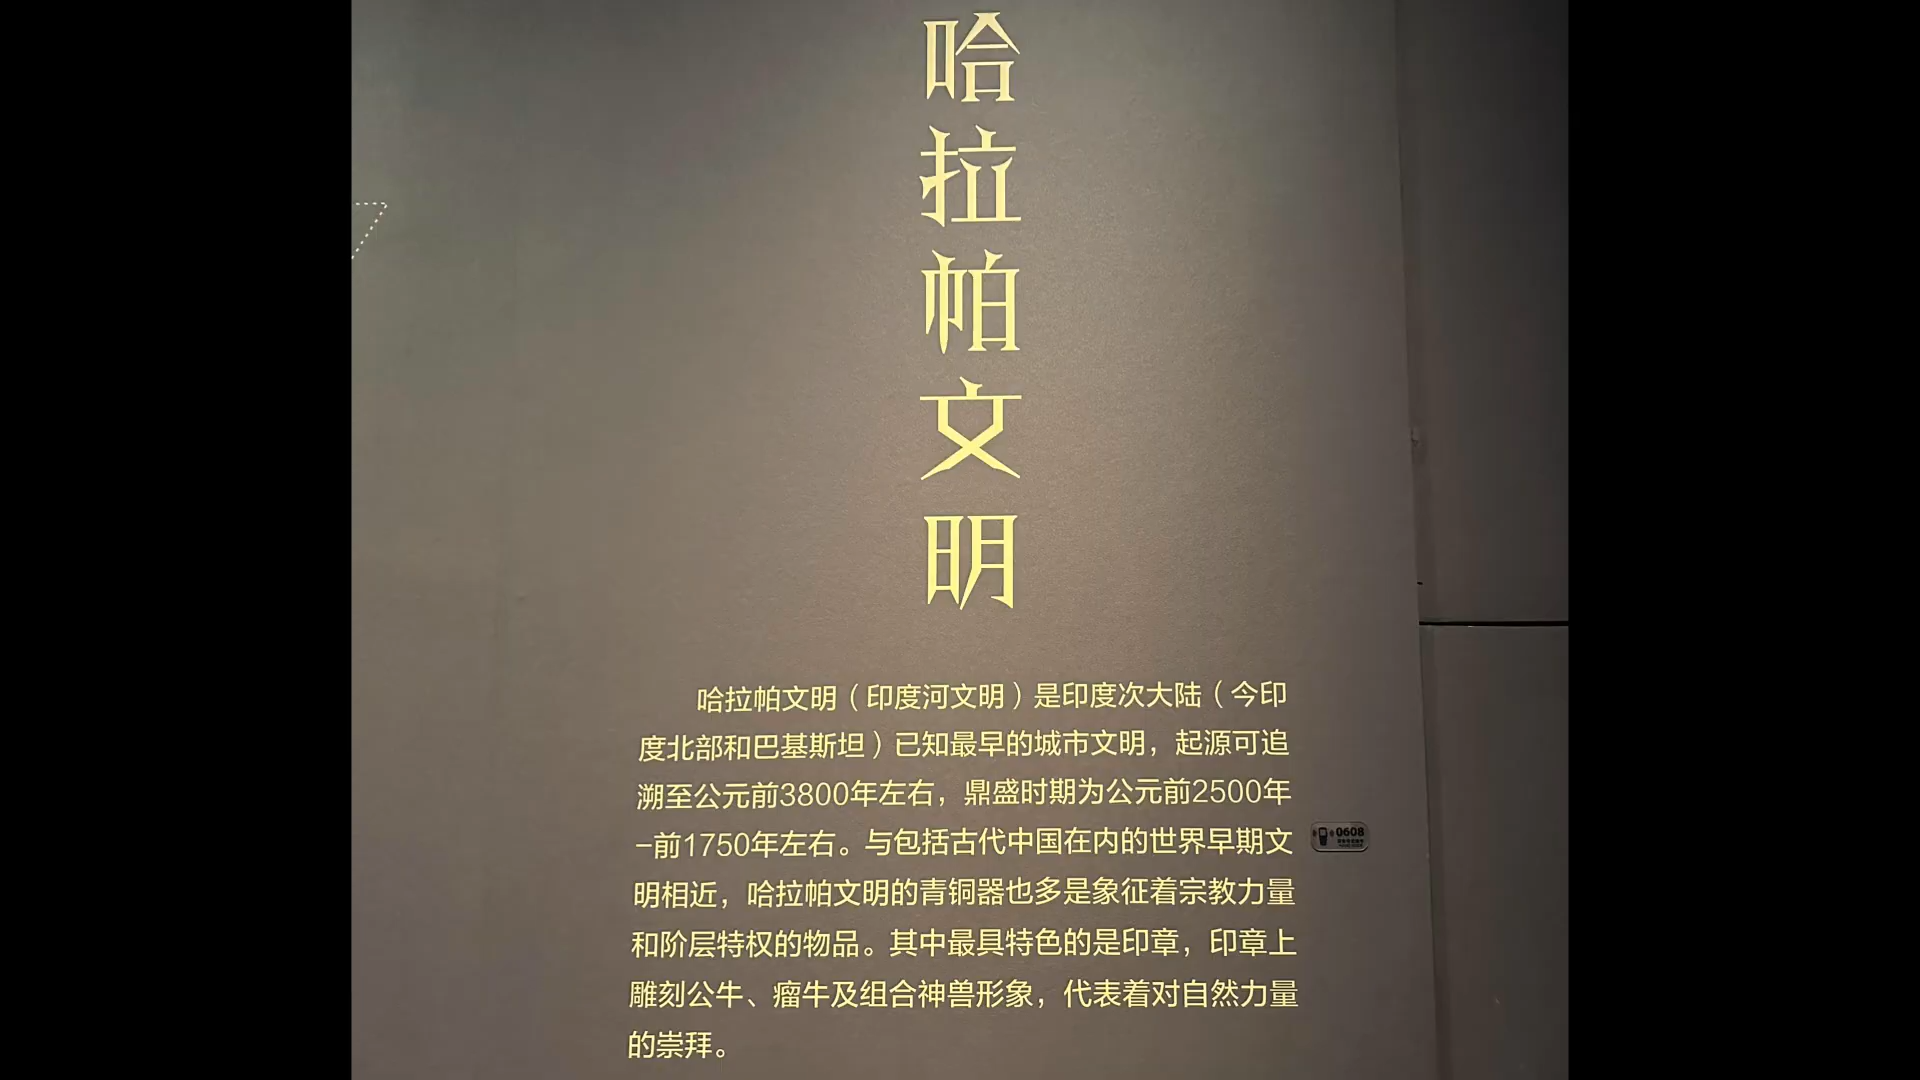 哈拉帕文明
哈拉帕文明（印度河文明）是印度次大陆（今印
度北部和巴基斯坦）已知最早的城市文明，起源可追
溯至公元前3800年左右，鼎盛时期为公元前2500年
-前1750年左右。与包括古代中国在内的世界早期文
明相近，哈拉帕文明的青铜器也多是象征着宗教力量
和阶层特权的物品。其中最具特色的是印章，印章上
雕刻公牛、瘤牛及组合神兽形象，代表着对自然力量
的崇拜。
0608